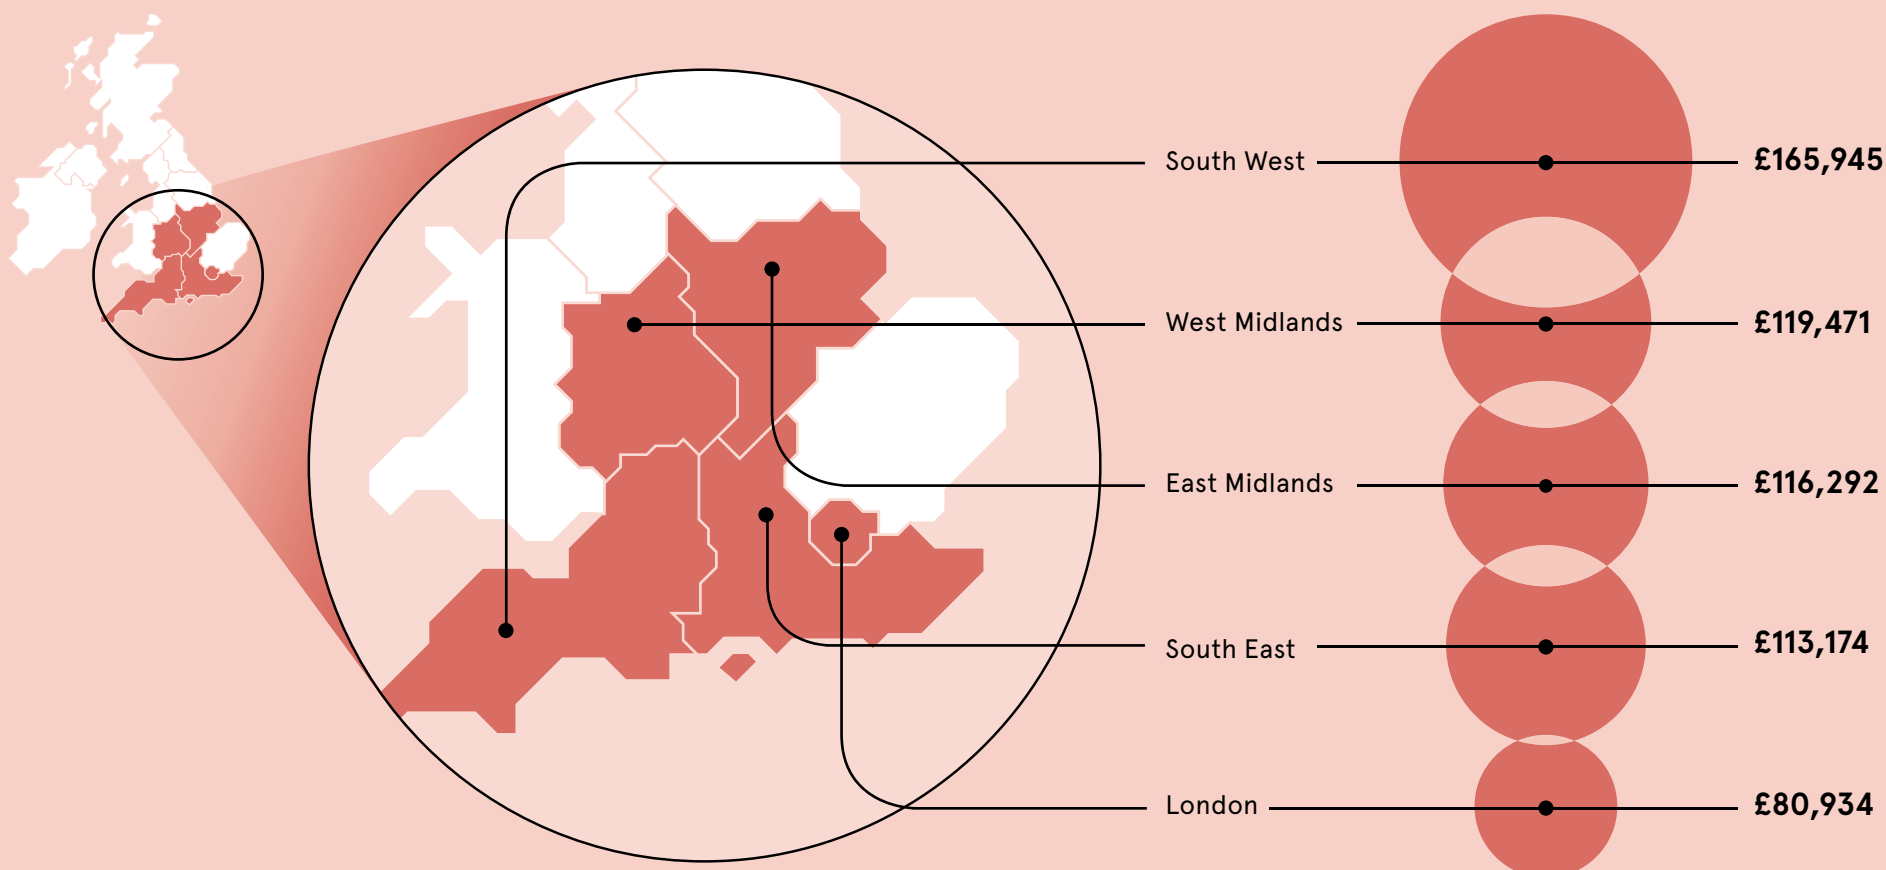 South West £165,945
West Midlands £119,471
East Midlands £116,292
South East £113,174
London £80,934